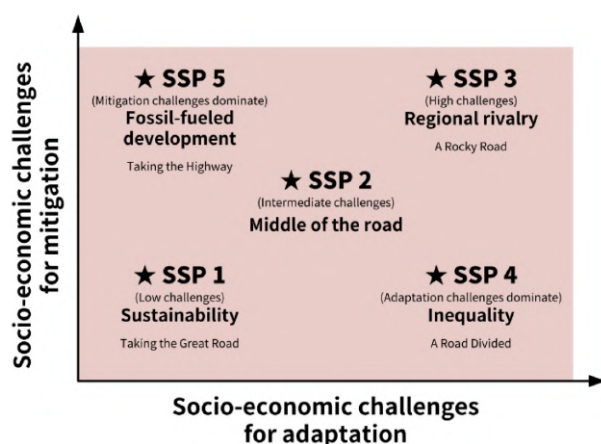 Socio-economic challenges
for mitigation
★ SSP 5
(Mitigation challenges dominate)
Fossil-fueled
development
Taking the Highway
★ SSP 3
(High challenges)
Regional rivalry
A Rocky Road
★ SSP 2
(Intermediate challenges)
Middle of the road
★ SSP 1
(Low challenges)
Sustainability
Taking the Great Road
★ SSP 4
(Adaptation challenges dominate)
Inequality
A Road Divided
Socio-economic challenges
for adaptation